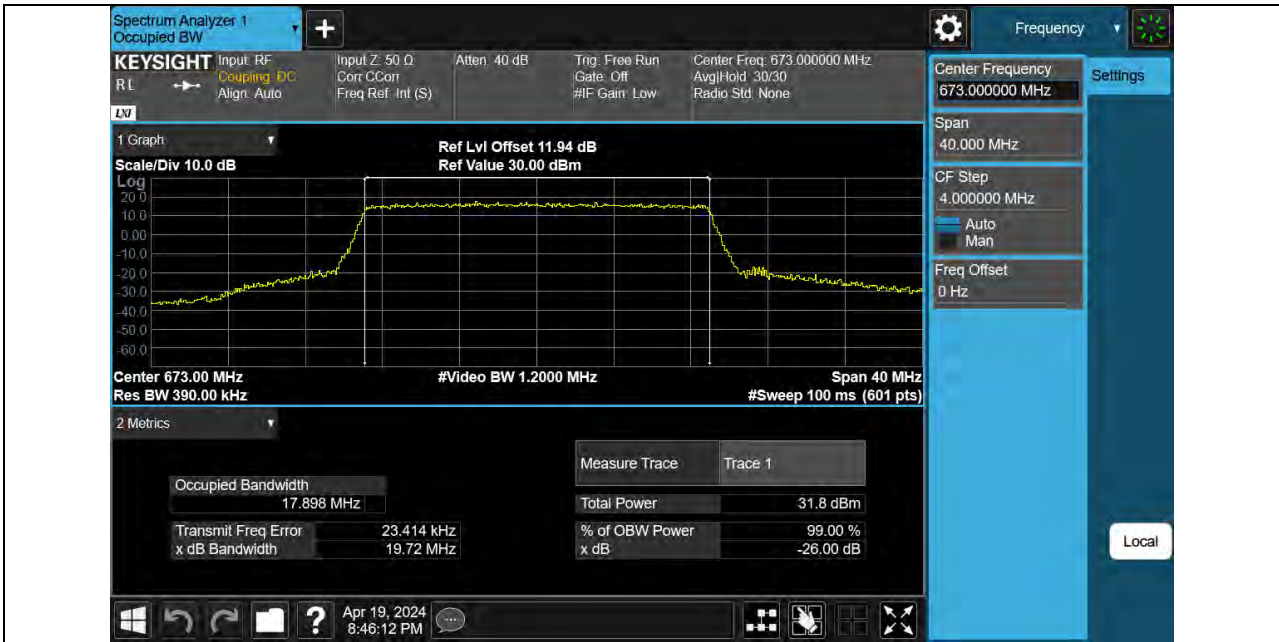 Spectrum Analyzer 1
Occupied BW
+
Frequency
KEYSIGHT
RL
LXI
Input: RF
Coupling: DC
Align: Auto
Input Z: 50 Ω
Corr CCorr
Freq Ref: Int (S)
Atten: 40 dB
Trig: Free Run
Gate: Off
#IF Gain: Low
Center Freq: 673.000000 MHz
Avg|Hold: 30/30
Radio Std: None
Center Frequency
673.000000 MHz
Settings
Span
40.000 MHz
CF Step
4.000000 MHz
Auto
Man
Freq Offset
0 Hz
Local
1 Graph
Scale/Div 10.0 dB
Ref Lvl Offset 11.94 dB
Ref Value 30.00 dBm
Log
20.0
10.0
0.00
-10.0
-20.0
-30.0
-40.0
-50.0
-60.0
Center 673.00 MHz
#Video BW 1.2000 MHz
Span 40 MHz
Res BW 390.00 kHz
#Sweep 100 ms (601 pts)
2 Metrics
Measure Trace Trace 1
Occupied Bandwidth
17.898 MHz
Total Power 31.8 dBm
Transmit Freq Error 23.414 kHz
% of OBW Power 99.00 %
x dB Bandwidth 19.72 MHz
x dB -26.00 dB
?
Apr 19, 2024
8:46:12 PM